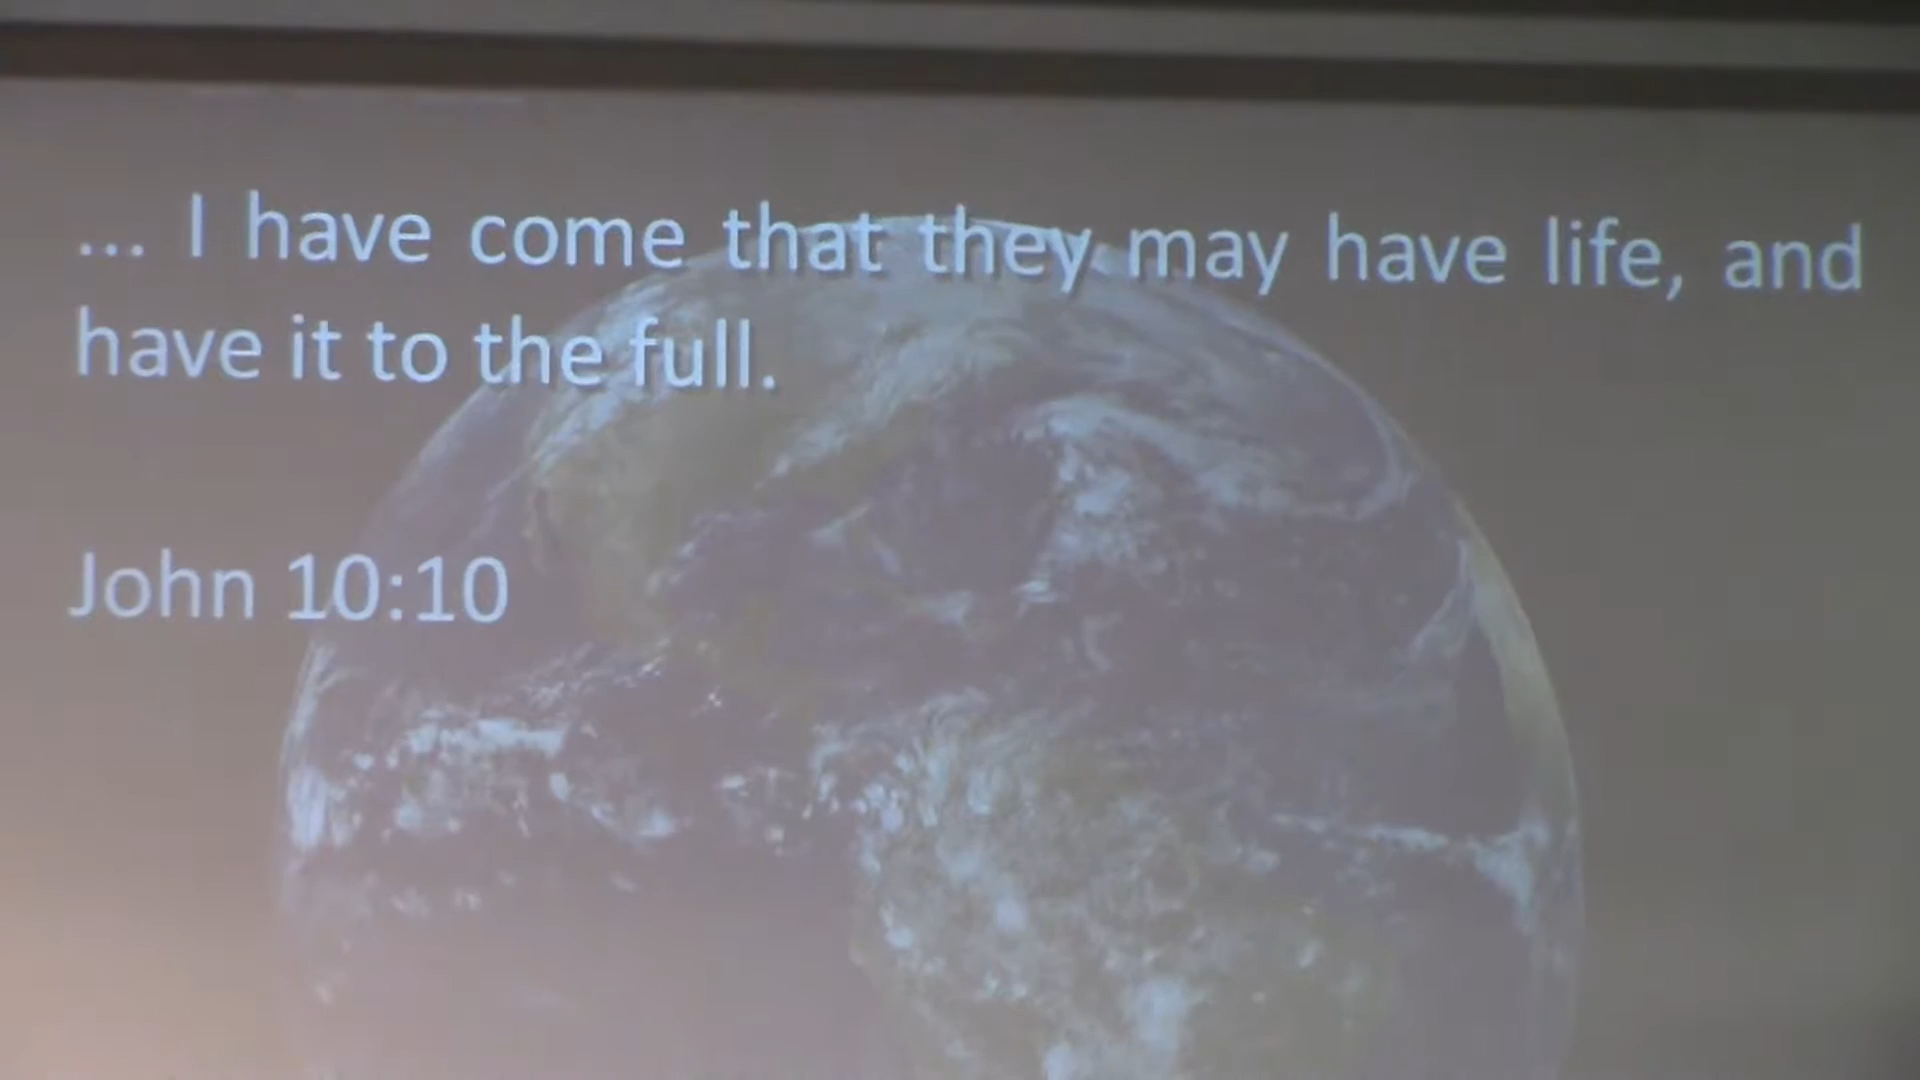 ... I have come that they may have life, and
have it to the full.
John 10:10